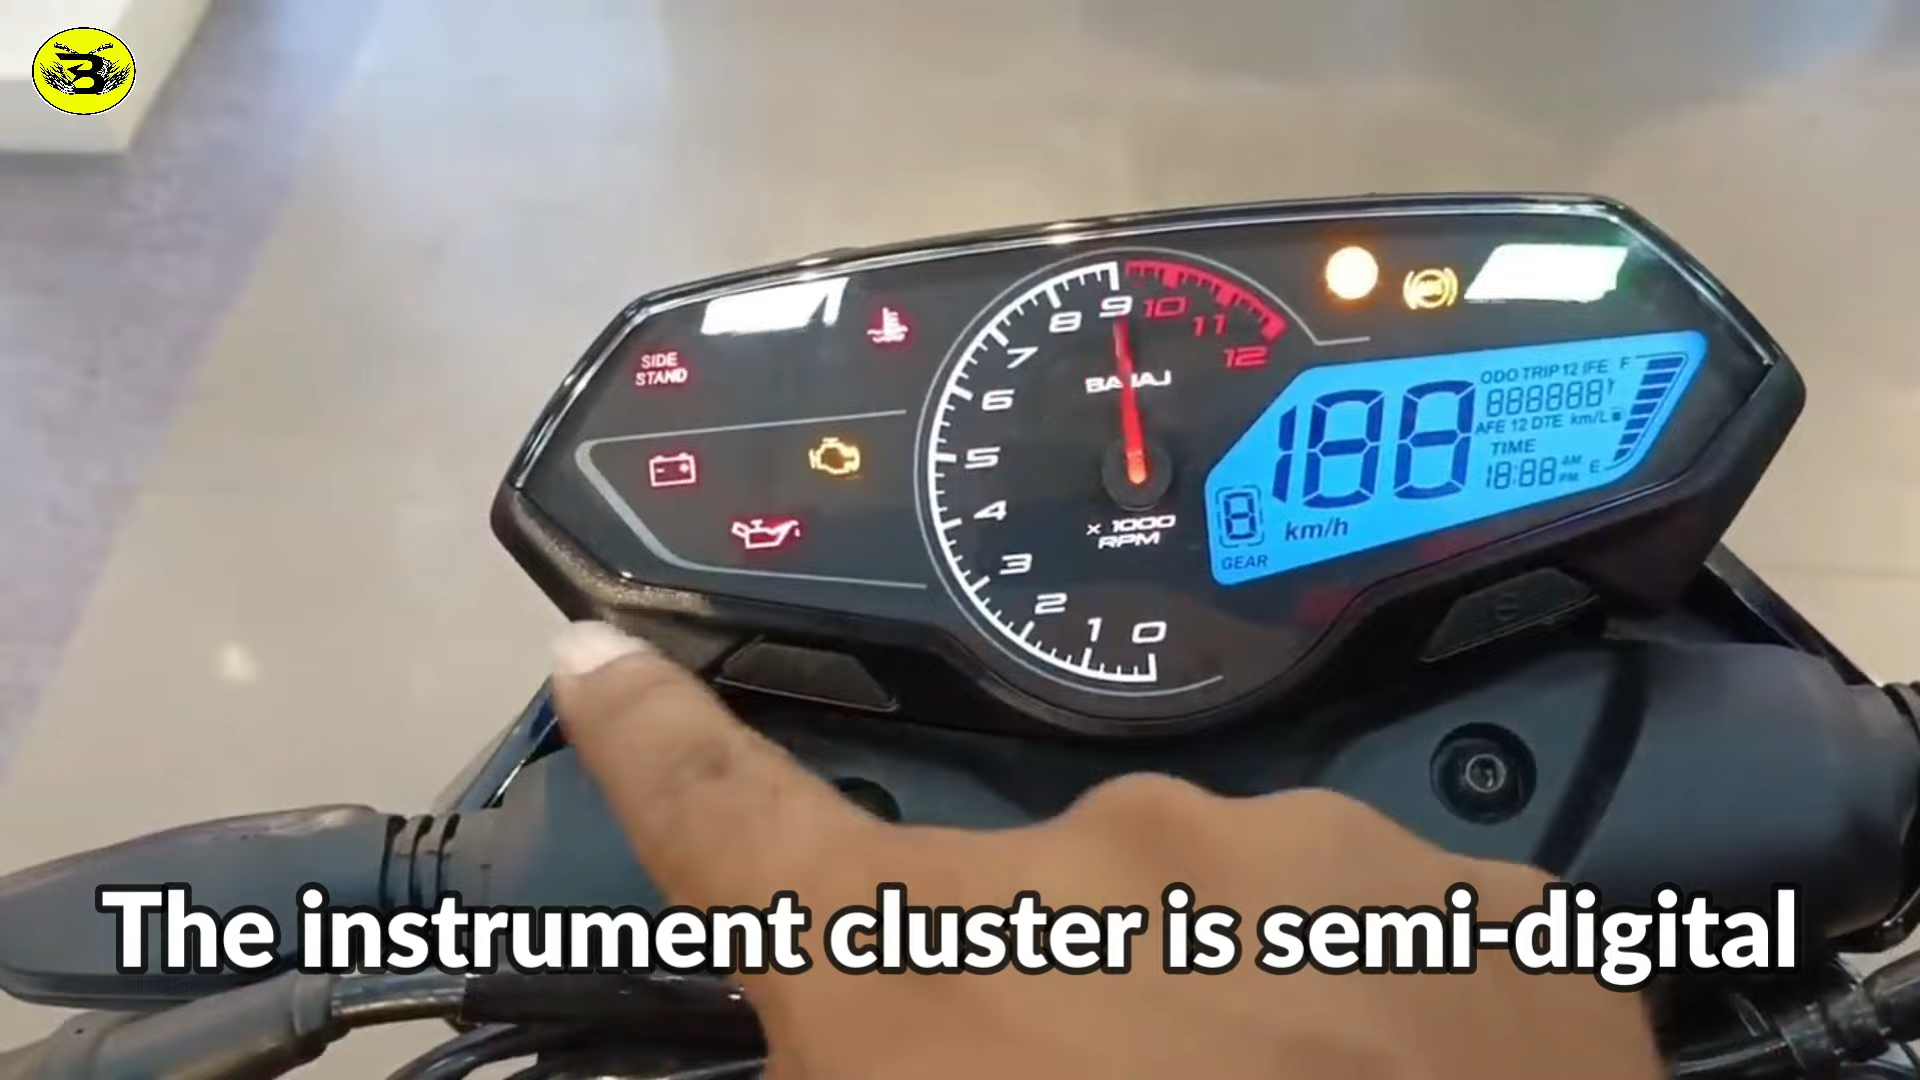 SIDE
STAND
8
9
10
11
12
7
6
5
4
3
2
1
0
BAJAJ
x 1000
RPM
ABS
ODO TRIP 12 IFE F
188
888888
AFE 12 DTE km/L
TIME
18:88 AM
PM E
8
km/h
GEAR
The instrument cluster is semi-digital